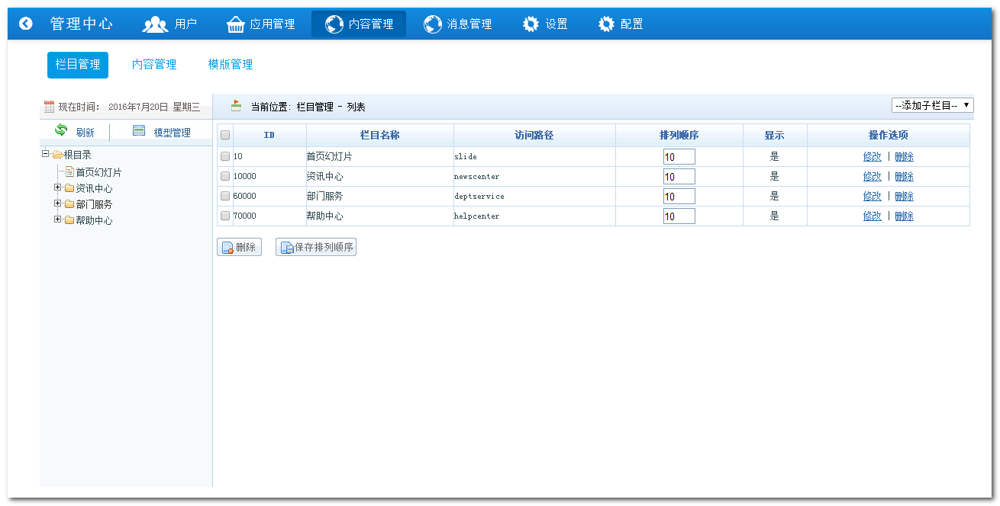 管理中心 用户 应用管理 内容管理 消息管理 设置 配置
栏目管理 内容管理 模版管理
现在时间： 2016年7月20日 星期三
刷新 模型管理
根目录
首页幻灯片
资讯中心
部门服务
帮助中心
当前位置: 栏目管理 - 列表 --添加子栏目--
ID 栏目名称 访问路径 排列顺序 显示 操作选项
10 首页幻灯片 slide 10 是 修改 | 删除
10000 资讯中心 newscenter 10 是 修改 | 删除
60000 部门服务 deptservice 10 是 修改 | 删除
70000 帮助中心 helpcenter 10 是 修改 | 删除
删除 保存排列顺序